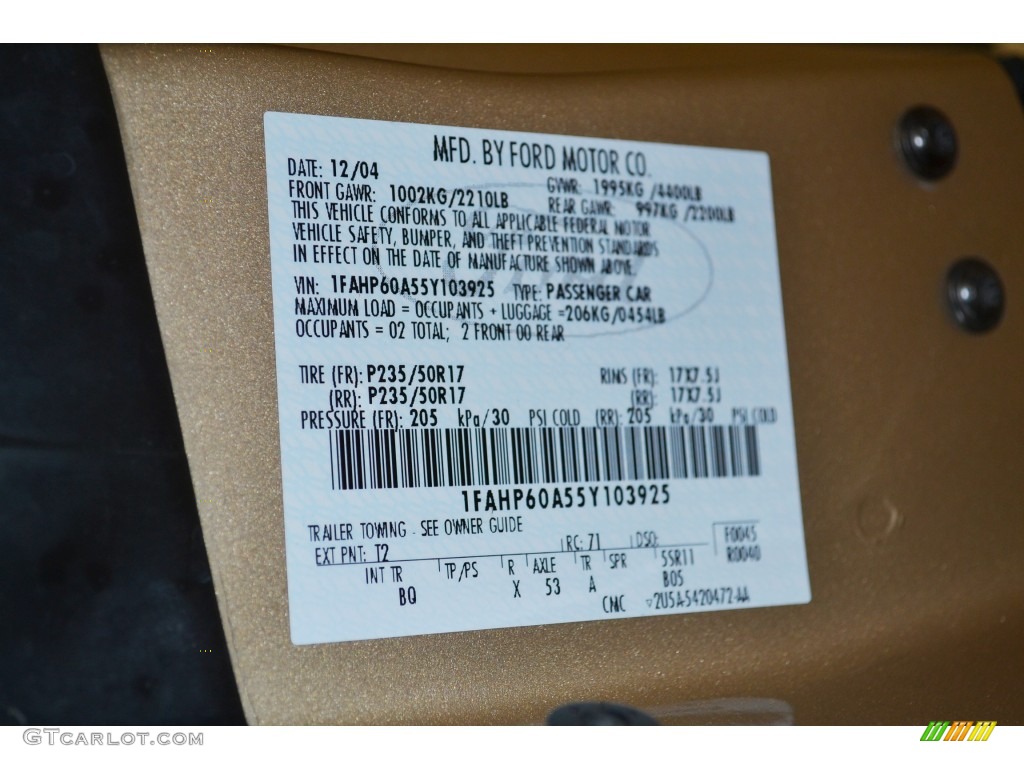 MFD. BY FORD MOTOR CO.
DATE: 12/04 GVWR: 1995KG /4400LB
FRONT GAWR: 1002KG/2210LB REAR GAWR: 997KG /2200LB
THIS VEHICLE CONFORMS TO ALL APPLICABLE FEDERAL MOTOR
VEHICLE SAFETY, BUMPER, AND THEFT PREVENTION STANDARDS
IN EFFECT ON THE DATE OF MANUFACTURE SHOWN ABOVE.
VIN: 1FAHP60A55Y103925 TYPE: PASSENGER CAR
MAXIMUM LOAD = OCCUPANTS + LUGGAGE =206KG/0454LB
OCCUPANTS = 02 TOTAL; 2 FRONT 00 REAR
TIRE (FR): P235/50R17 RIMS (FR): 17X7.5J
(RR): P235/50R17 (RR): 17X7.5J
PRESSURE (FR): 205 kPa/30 PSI COLD (RR): 205 kPa/30 PSI COLD
1FAHP60A55Y103925
TRAILER TOWING - SEE OWNER GUIDE
EXT PNT: T2 RC: 71 DSO: F0045
R0040
INT TR TP/PS R AXLE TR SPR 5SR11
BQ X 53 A B05
CMC 2U5A-5420472-AA
GTcarlot.com